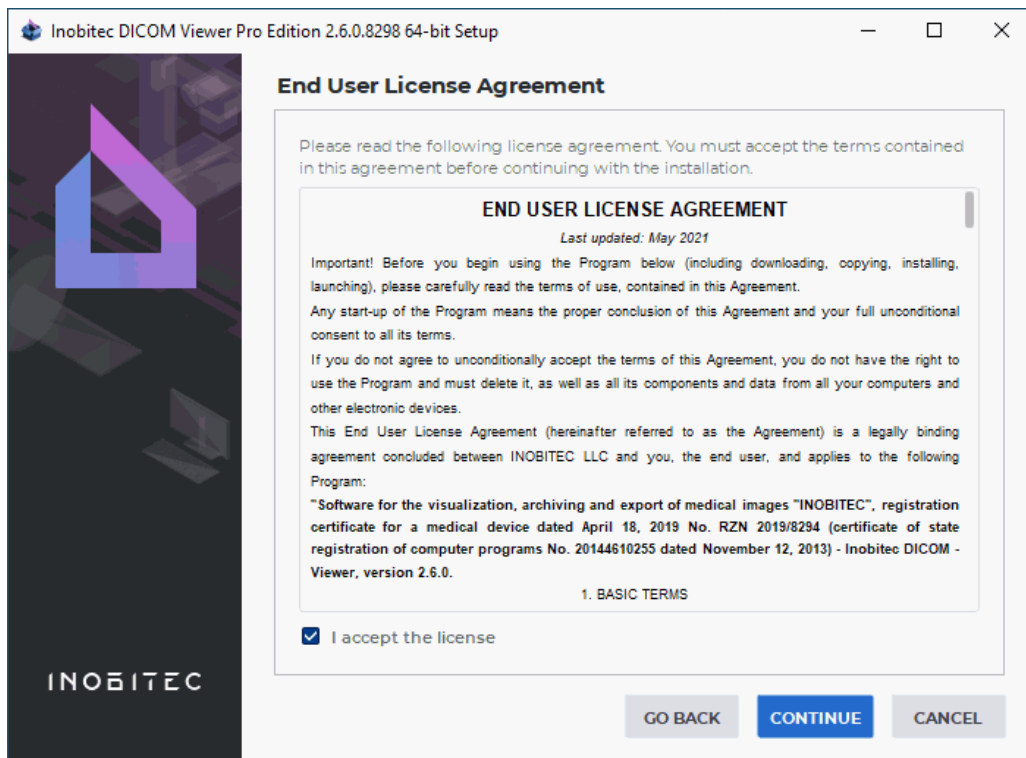 Inobitec DICOM Viewer Pro Edition 2.6.0.8298 64-bit Setup
End User License Agreement
Please read the following license agreement. You must accept the terms contained
in this agreement before continuing with the installation.
END USER LICENSE AGREEMENT
Last updated: May 2021
Important! Before you begin using the Program below (including downloading, copying, installing,
launching), please carefully read the terms of use, contained in this Agreement.
Any start-up of the Program means the proper conclusion of this Agreement and your full unconditional
consent to all its terms.
If you do not agree to unconditionally accept the terms of this Agreement, you do not have the right to
use the Program and must delete it, as well as all its components and data from all your computers and
other electronic devices.
This End User License Agreement (hereinafter referred to as the Agreement) is a legally binding
agreement concluded between INOBITEC LLC and you, the end user, and applies to the following
Program:
"Software for the visualization, archiving and export of medical images "INOBITEC", registration
certificate for a medical device dated April 18, 2019 No. RZN 2019/8294 (certificate of state
registration of computer programs No. 20144610255 dated November 12, 2013) - Inobitec DICOM -
Viewer, version 2.6.0.
1. BASIC TERMS
I accept the license
INOBITEC
GO BACK
CONTINUE
CANCEL